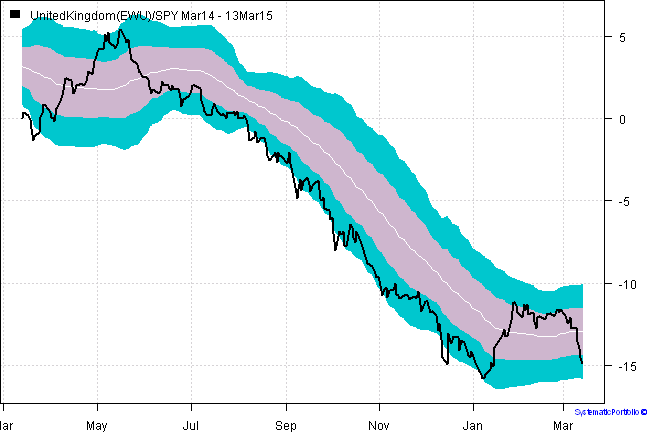 UnitedKingdom(EWU)/SPY Mar14 - 13Mar15
5
0
-5
-10
-15
Mar May Jul Sep Nov Jan Mar
SystematicPortfolio ©